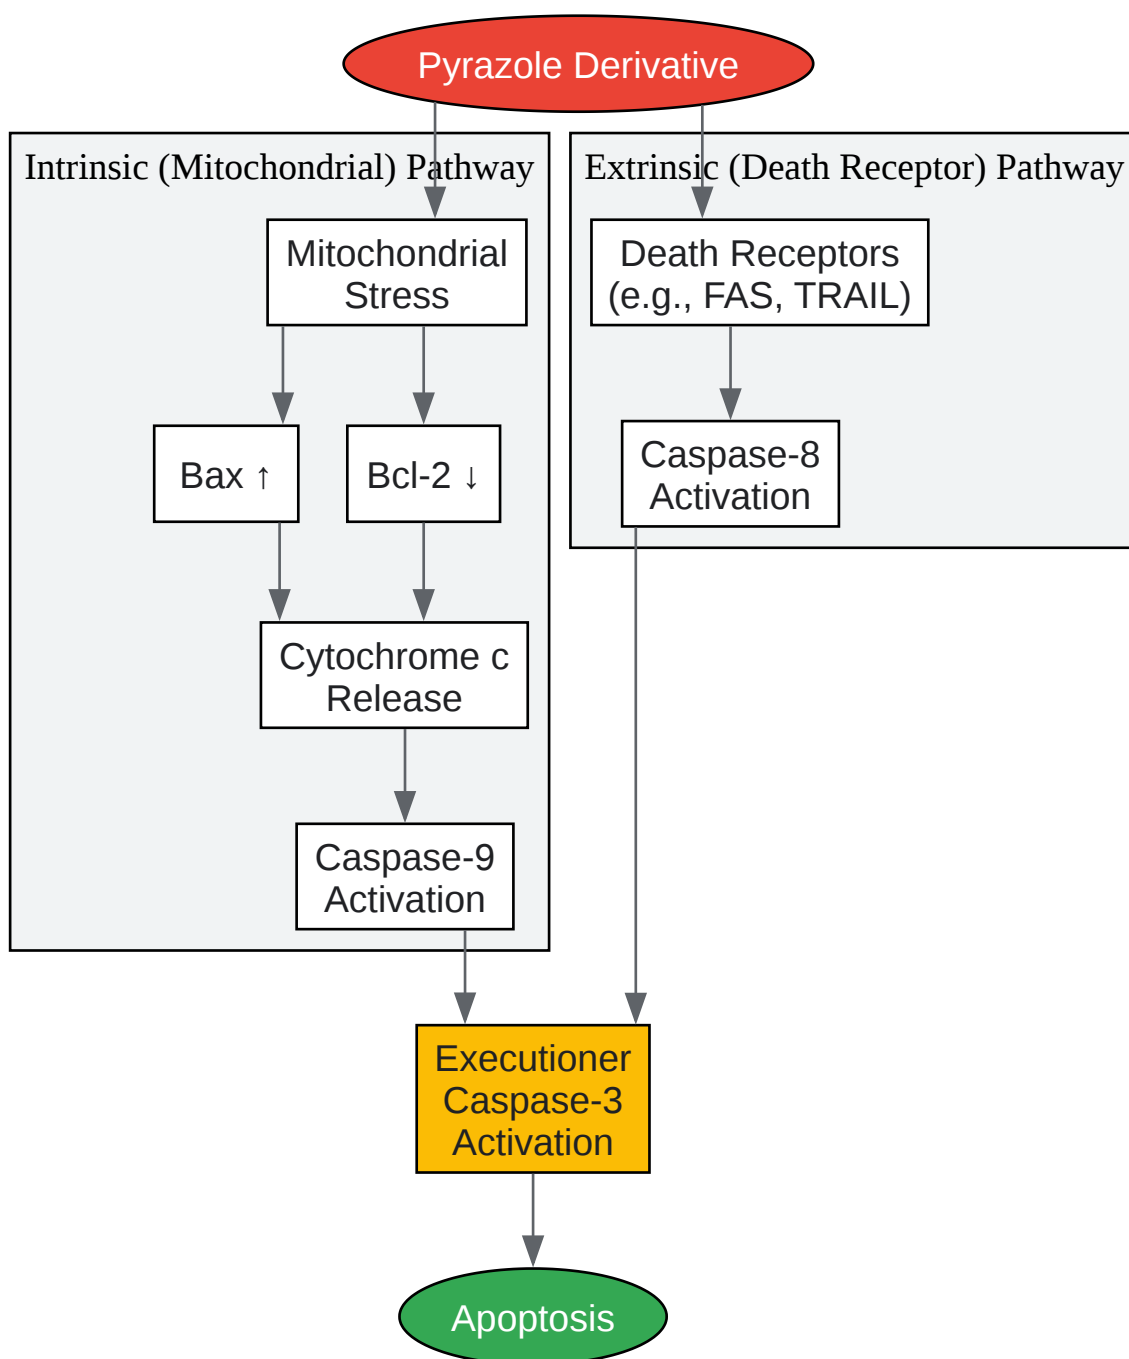 Pyrazole Derivative
Intrinsic (Mitochondrial) Pathway
Extrinsic (Death Receptor) Pathway
Mitochondrial
Stress
Death Receptors
(e.g., FAS, TRAIL)
Bax ↑
Bcl-2 ↓
Caspase-8
Activation
Cytochrome c
Release
Caspase-9
Activation
Executioner
Caspase-3
Activation
Apoptosis